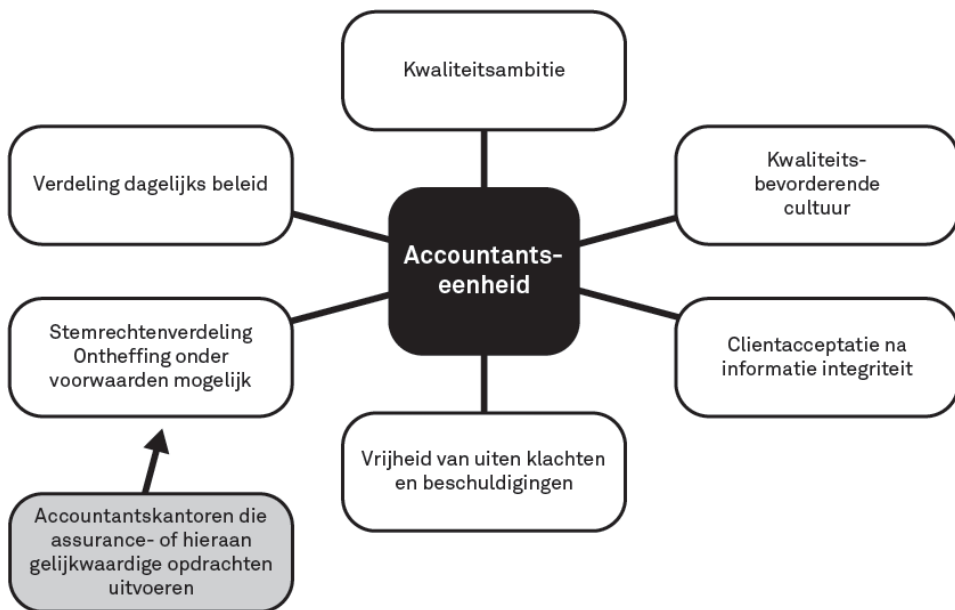 Kwaliteitsambitie
Verdeling dagelijks beleid
Kwaliteits-
bevorderende
cultuur
Accountants-
eenheid
Stemrechtenverdeling
Ontheffing onder
voorwaarden mogelijk
Clientacceptatie na
informatie integriteit
Vrijheid van uiten klachten
en beschuldigingen
Accountantskantoren die
assurance- of hieraan
gelijkwaardige opdrachten
uitvoeren